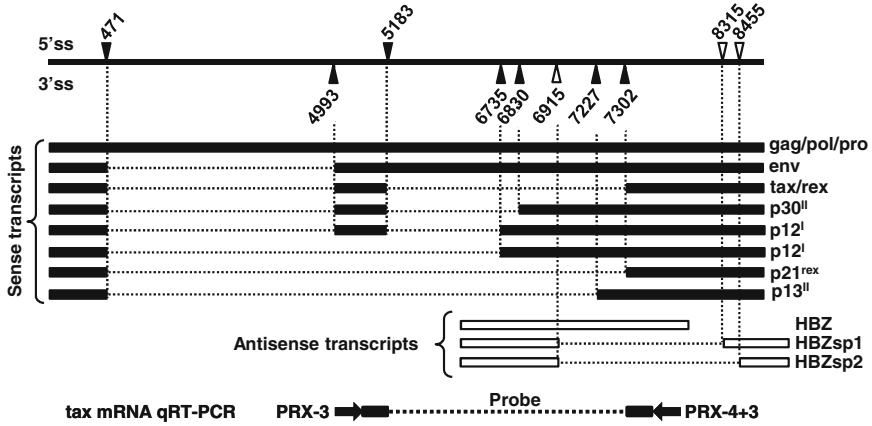 471
5183
8315
8455
5'ss
3'ss
4993
6735
6830
6915
7227
7302
Sense transcripts
gag/pol/pro
env
tax/rex
p30II
p12I
p12I
p21rex
p13II
Antisense transcripts
HBZ
HBZsp1
HBZsp2
tax mRNA qRT-PCR PRX-3 Probe PRX-4+3